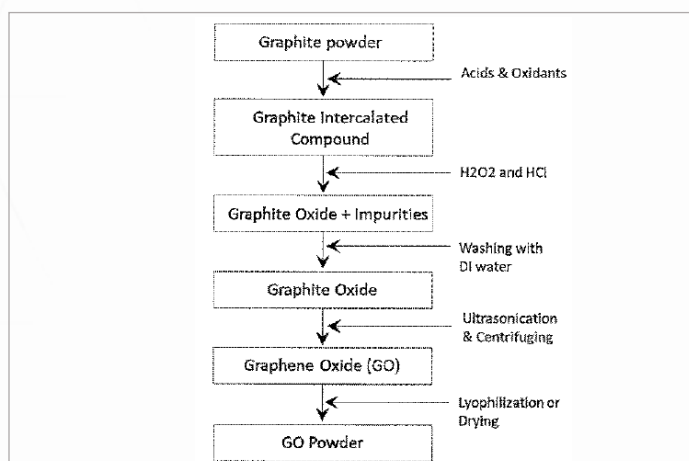 Graphite powder
Acids & Oxidants
Graphite Intercalated
Compound
H2O2 and HCl
Graphite Oxide + Impurities
Washing with
DI water
Graphite Oxide
Ultrasonication
& Centrifuging
Graphene Oxide (GO)
Lyophilization or
Drying
GO Powder